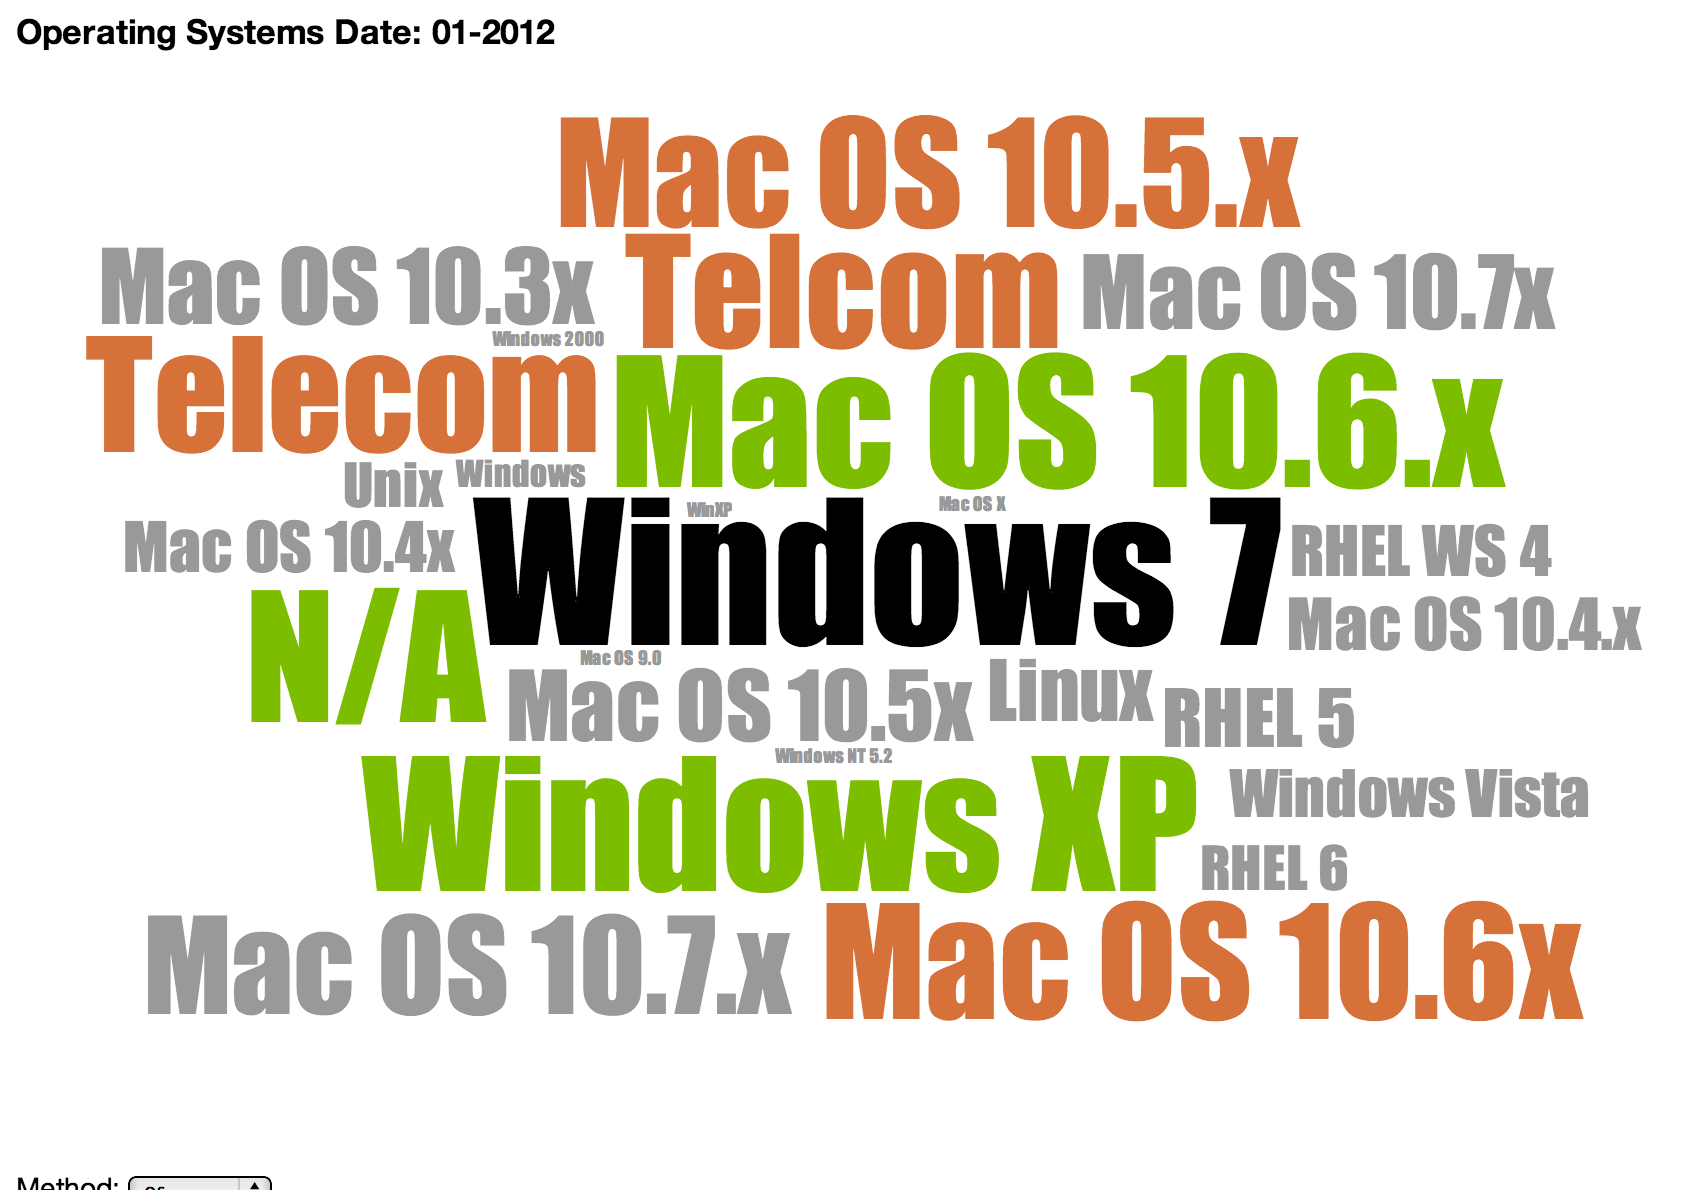 Operating Systems Date: 01-2012
Mac OS 10.5.x
Mac OS 10.3x
Telcom
Mac OS 10.7x
Windows 2000
Telecom
Mac OS 10.6.x
Unix
Windows
WinXP
Mac OS X
Mac OS 10.4x
Windows 7
RHEL WS 4
N/A
Mac OS 10.4.x
Mac OS 9.0
Mac OS 10.5x
Linux
RHEL 5
Windows NT 5.2
Windows XP
Windows Vista
RHEL 6
Mac OS 10.7.x
Mac OS 10.6x
Method: